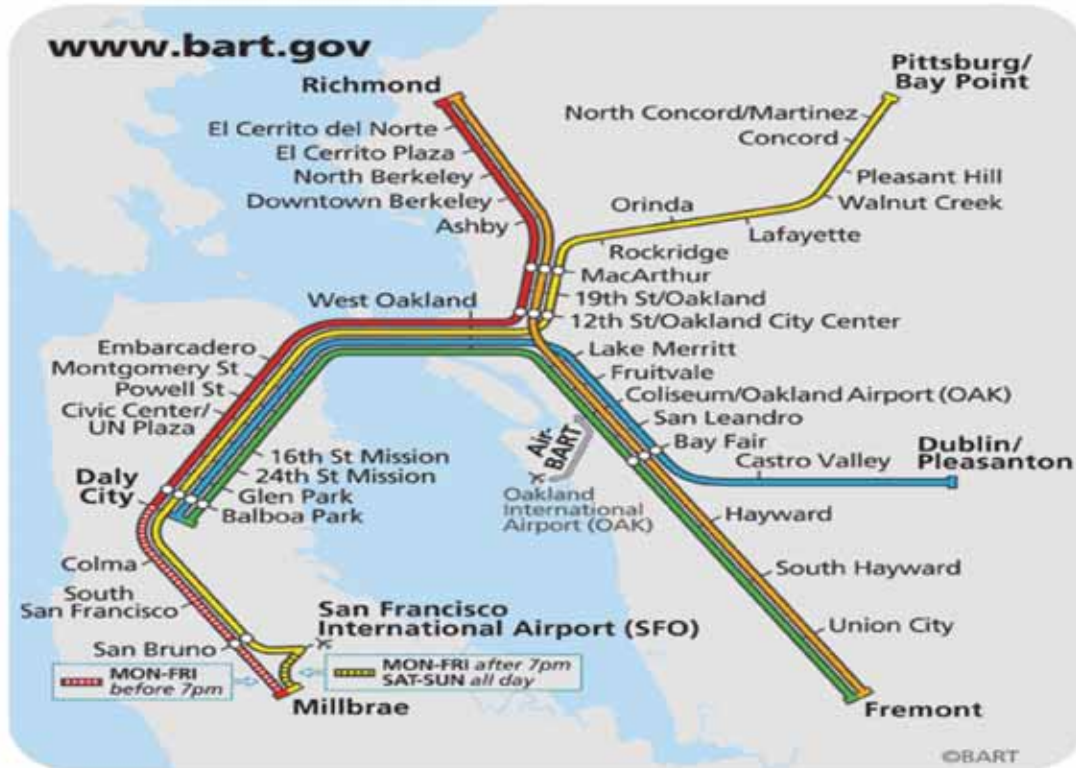 www.bart.gov
Richmond
El Cerrito del Norte
El Cerrito Plaza
North Berkeley
Downtown Berkeley
Ashby
Pittsburg/
Bay Point
North Concord/Martinez
Concord
Pleasant Hill
Walnut Creek
Orinda
Lafayette
Rockridge
MacArthur
19th St/Oakland
12th St/Oakland City Center
West Oakland
Embarcadero
Montgomery St
Powell St
Civic Center/
UN Plaza
16th St Mission
24th St Mission
Glen Park
Balboa Park
Daly
City
Lake Merritt
Fruitvale
Coliseum/Oakland Airport (OAK)
San Leandro
Bay Fair
Castro Valley
Dublin/
Pleasanton
Air-
BART
Oakland
International
Airport (OAK)
Hayward
South Hayward
Union City
Fremont
Colma
South
San Francisco
San Bruno
San Francisco
International Airport (SFO)
MON-FRI
before 7pm
MON-FRI after 7pm
SAT-SUN all day
Millbrae
©BART